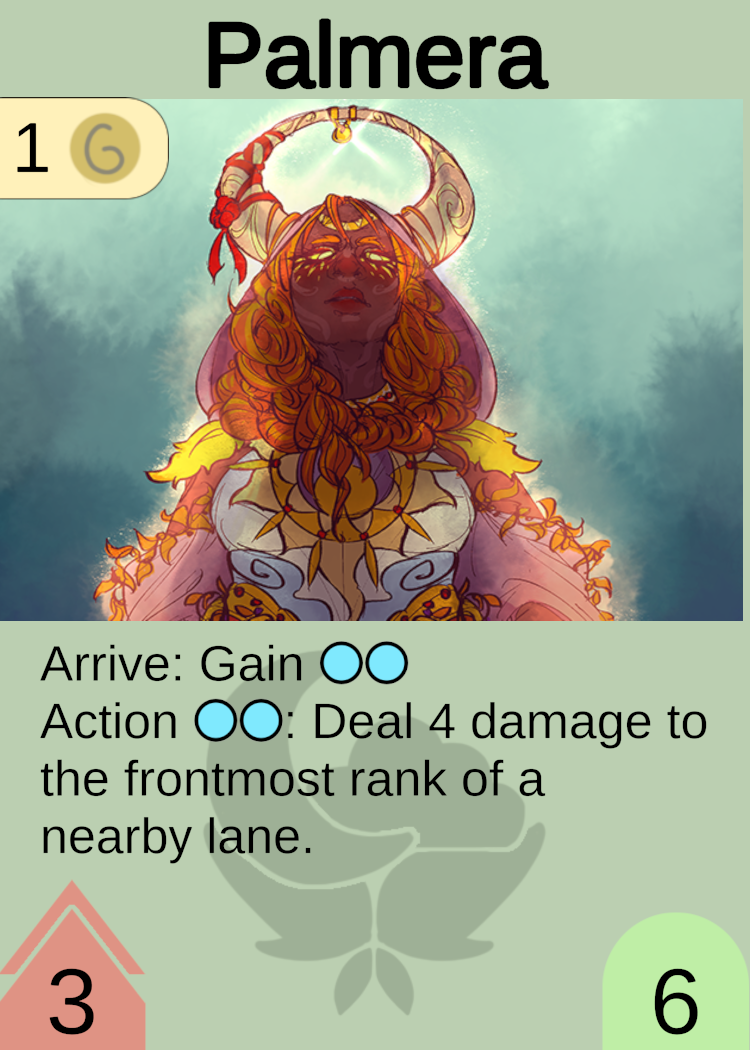 Palmera
1 G
Arrive: Gain
Action : Deal 4 damage to
the frontmost rank of a
nearby lane.
3
6